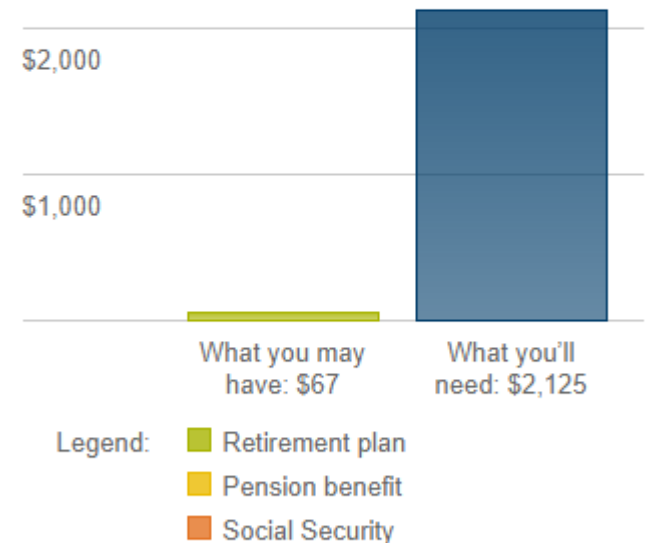 $2,000
$1,000
What you may
have: $67
What you’ll
need: $2,125
Legend:
Retirement plan
Pension benefit
Social Security